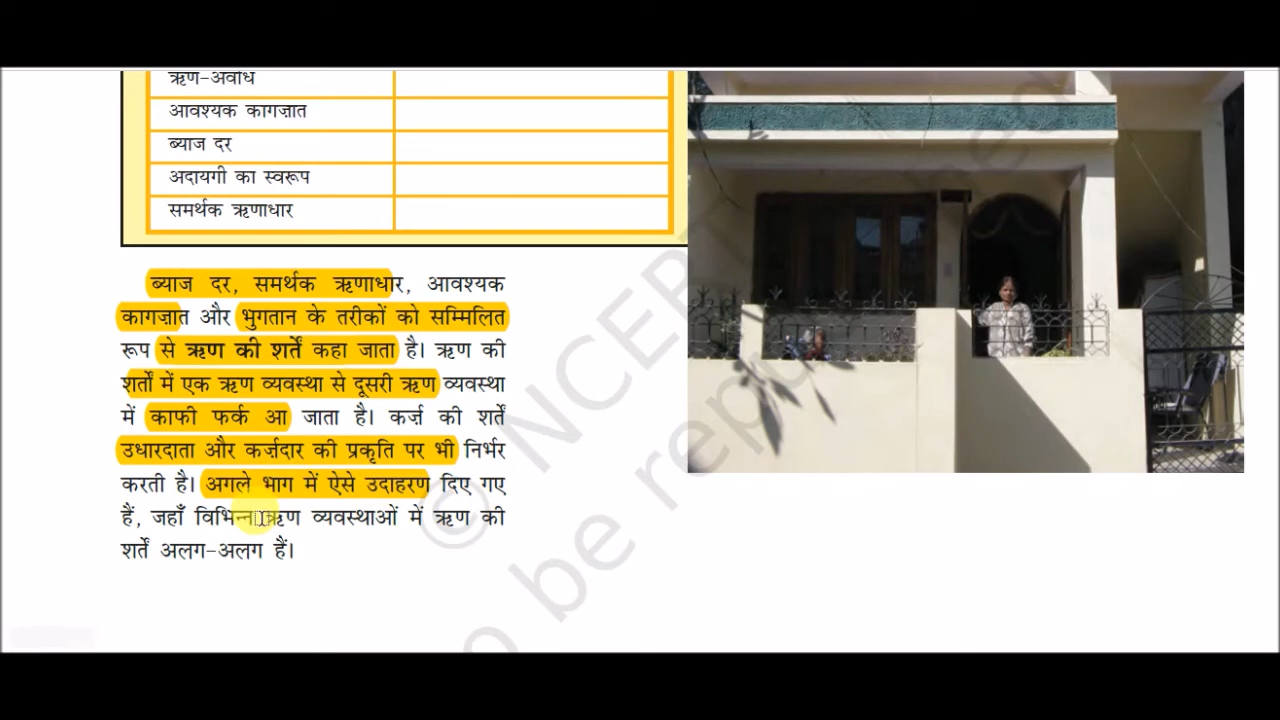 ऋण-अवधि
आवश्यक कागज़ात
ब्याज दर
अदायगी का स्वरूप
समर्थक ऋणाधार
ब्याज दर, समर्थक ऋणाधार, आवश्यक
कागज़ात और भुगतान के तरीकों को सम्मिलित
रूप से ऋण की शर्तें कहा जाता है। ऋण की
शर्तों में एक ऋण व्यवस्था से दूसरी ऋण व्यवस्था
में काफी फर्क आ जाता है। कर्ज़ की शर्तें
उधारदाता और कर्ज़दार की प्रकृति पर भी निर्भर
करती है। अगले भाग में ऐसे उदाहरण दिए गए
हैं, जहाँ विभिन्न ऋण व्यवस्थाओं में ऋण की
शर्तें अलग-अलग हैं।
© NCERT
o be repu